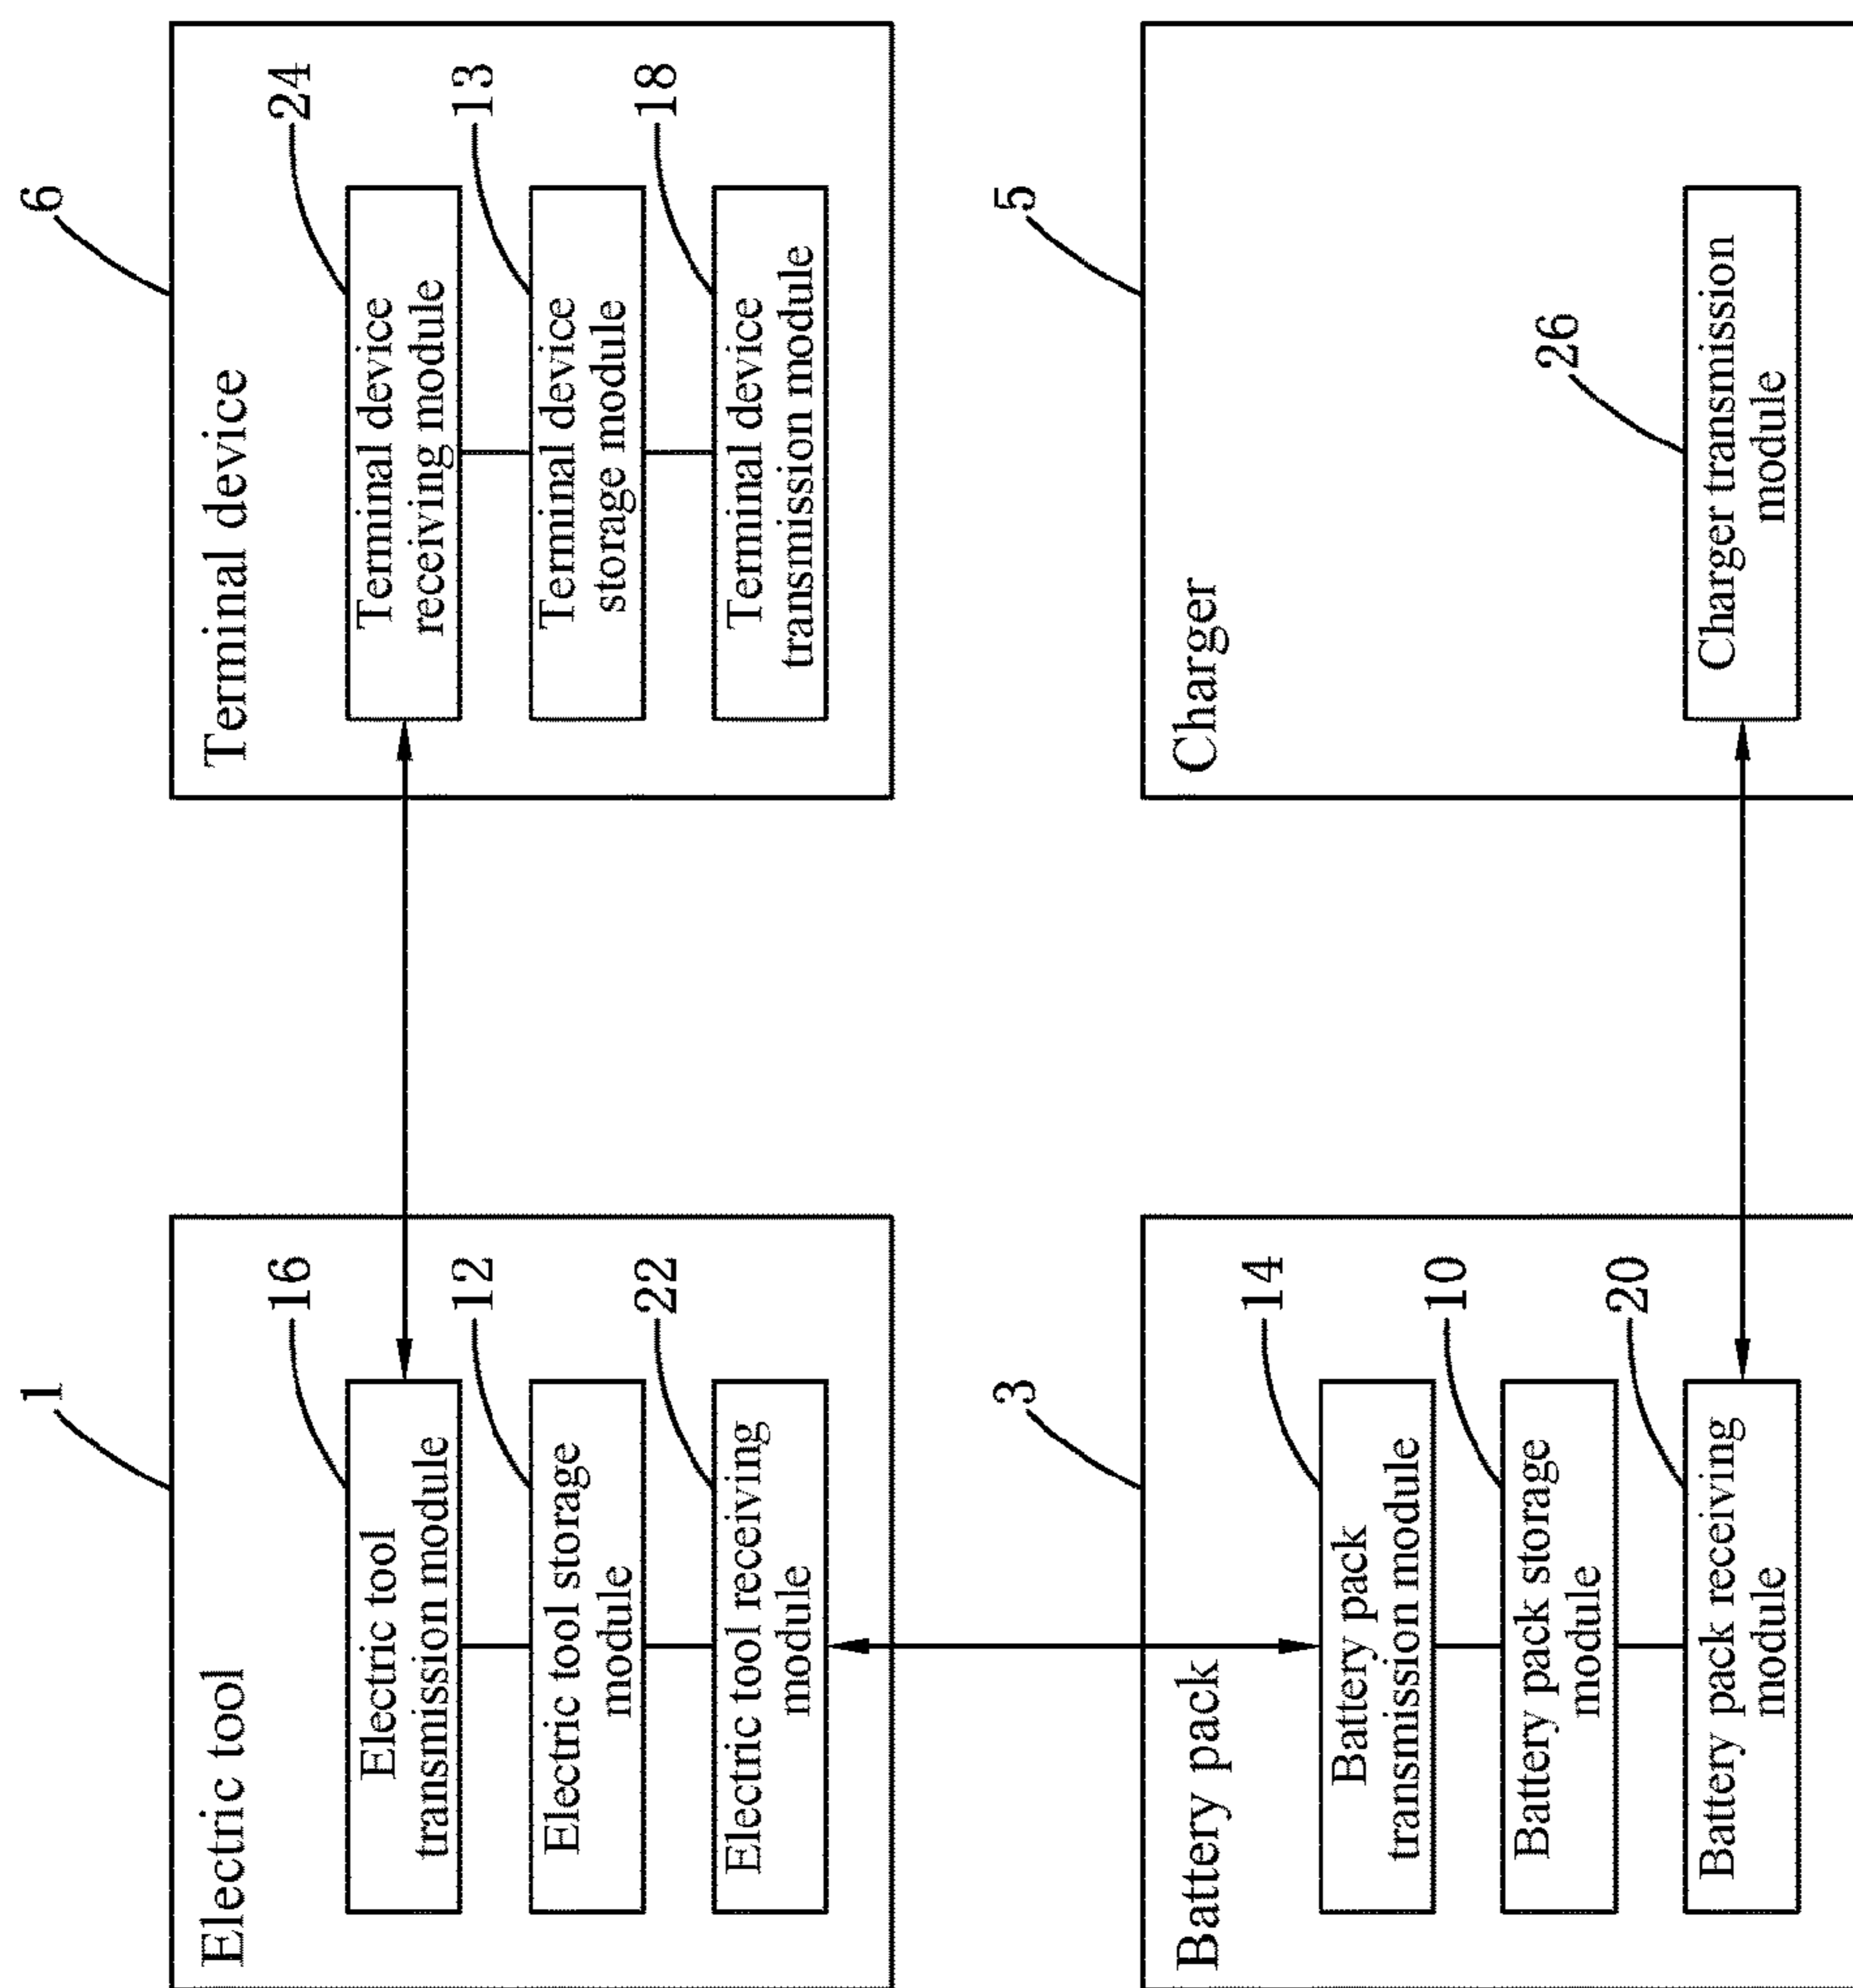 1
Electric tool
16
Electric tool
transmission module
12
Electric tool storage
module
22
Electric tool receiving
module
6
Terminal device
24
Terminal device
receiving module
13
Terminal device
storage module
18
Terminal device
transmission module
3
Battery pack
14
Battery pack
transmission module
10
Battery pack storage
module
20
Battery pack receiving
module
5
Charger
26
Charger transmission
module